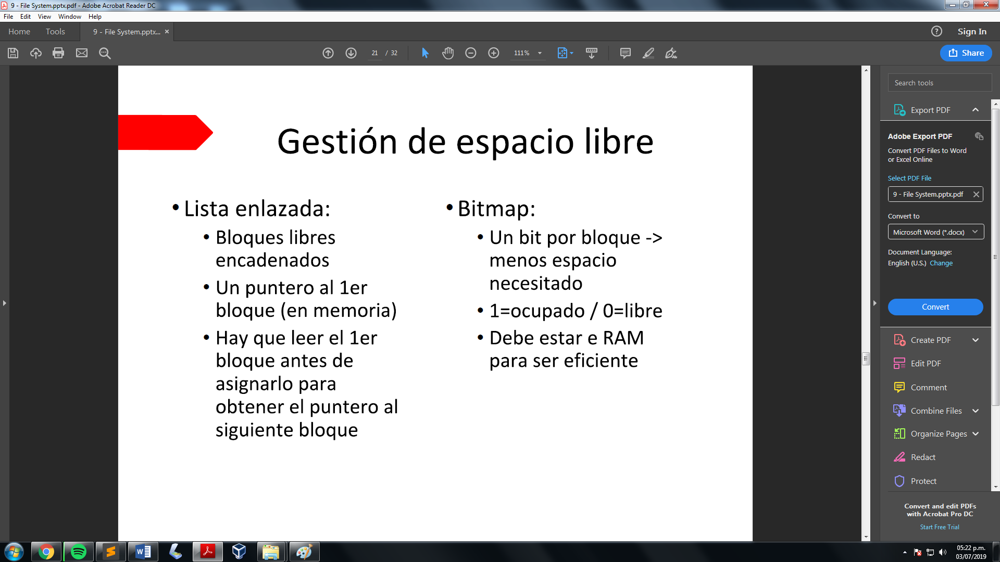 9 - File System.pptx.pdf - Adobe Acrobat Reader DC
File Edit View Window Help
Home Tools 9 - File System.pptx... × Sign In
21 / 32 111% Share
Gestión de espacio libre
• Lista enlazada:
• Bloques libres
encadenados
• Un puntero al 1er
bloque (en memoria)
• Hay que leer el 1er
bloque antes de
asignarlo para
obtener el puntero al
siguiente bloque
• Bitmap:
• Un bit por bloque ->
menos espacio
necesitado
• 1=ocupado / 0=libre
• Debe estar e RAM
para ser eficiente
Search tools
Export PDF
Adobe Export PDF
Convert PDF Files to Word
or Excel Online
Select PDF File
9 - File System.pptx.pdf
Convert to
Microsoft Word (*.docx)
Document Language:
English (U.S.) Change
Convert
Create PDF
Edit PDF
Comment
Combine Files
Organize Pages
Redact
Protect
Convert and edit PDFs
with Acrobat Pro DC
Start Free Trial
05:22 p.m.
03/07/2019